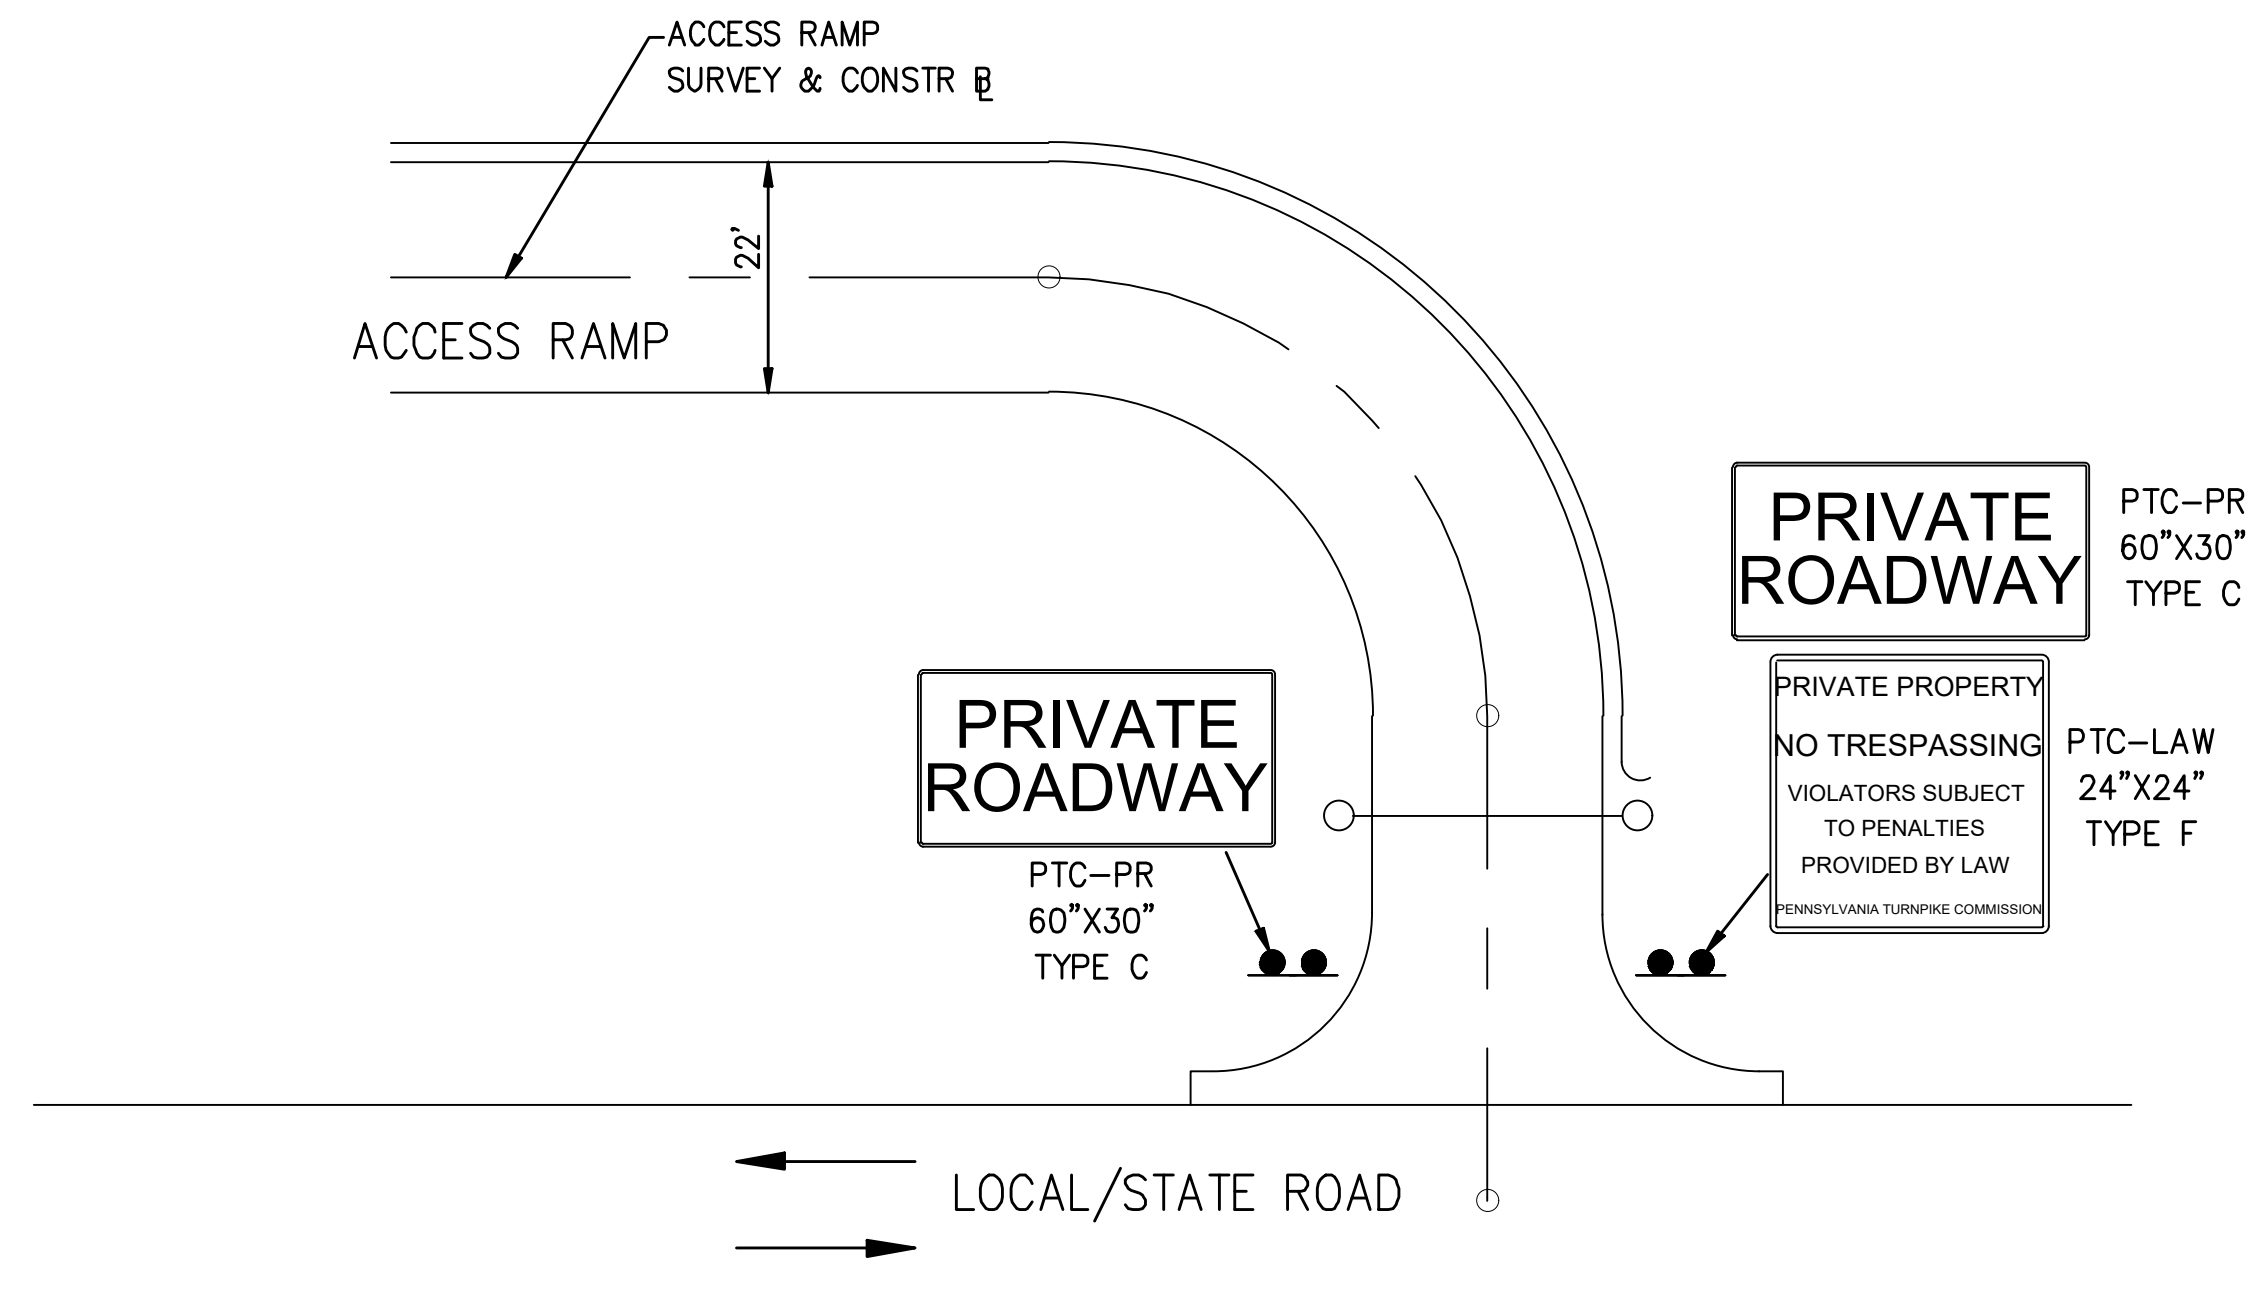 ACCESS RAMP
SURVEY & CONSTR BL
22'
ACCESS RAMP
PRIVATE
ROADWAY
PTC-PR
60"X30"
TYPE C
PRIVATE PROPERTY
NO TRESPASSING
VIOLATORS SUBJECT
TO PENALTIES
PROVIDED BY LAW
PENNSYLVANIA TURNPIKE COMMISSION
PTC-LAW
24"X24"
TYPE F
PRIVATE
ROADWAY
PTC-PR
60"X30"
TYPE C
LOCAL/STATE ROAD